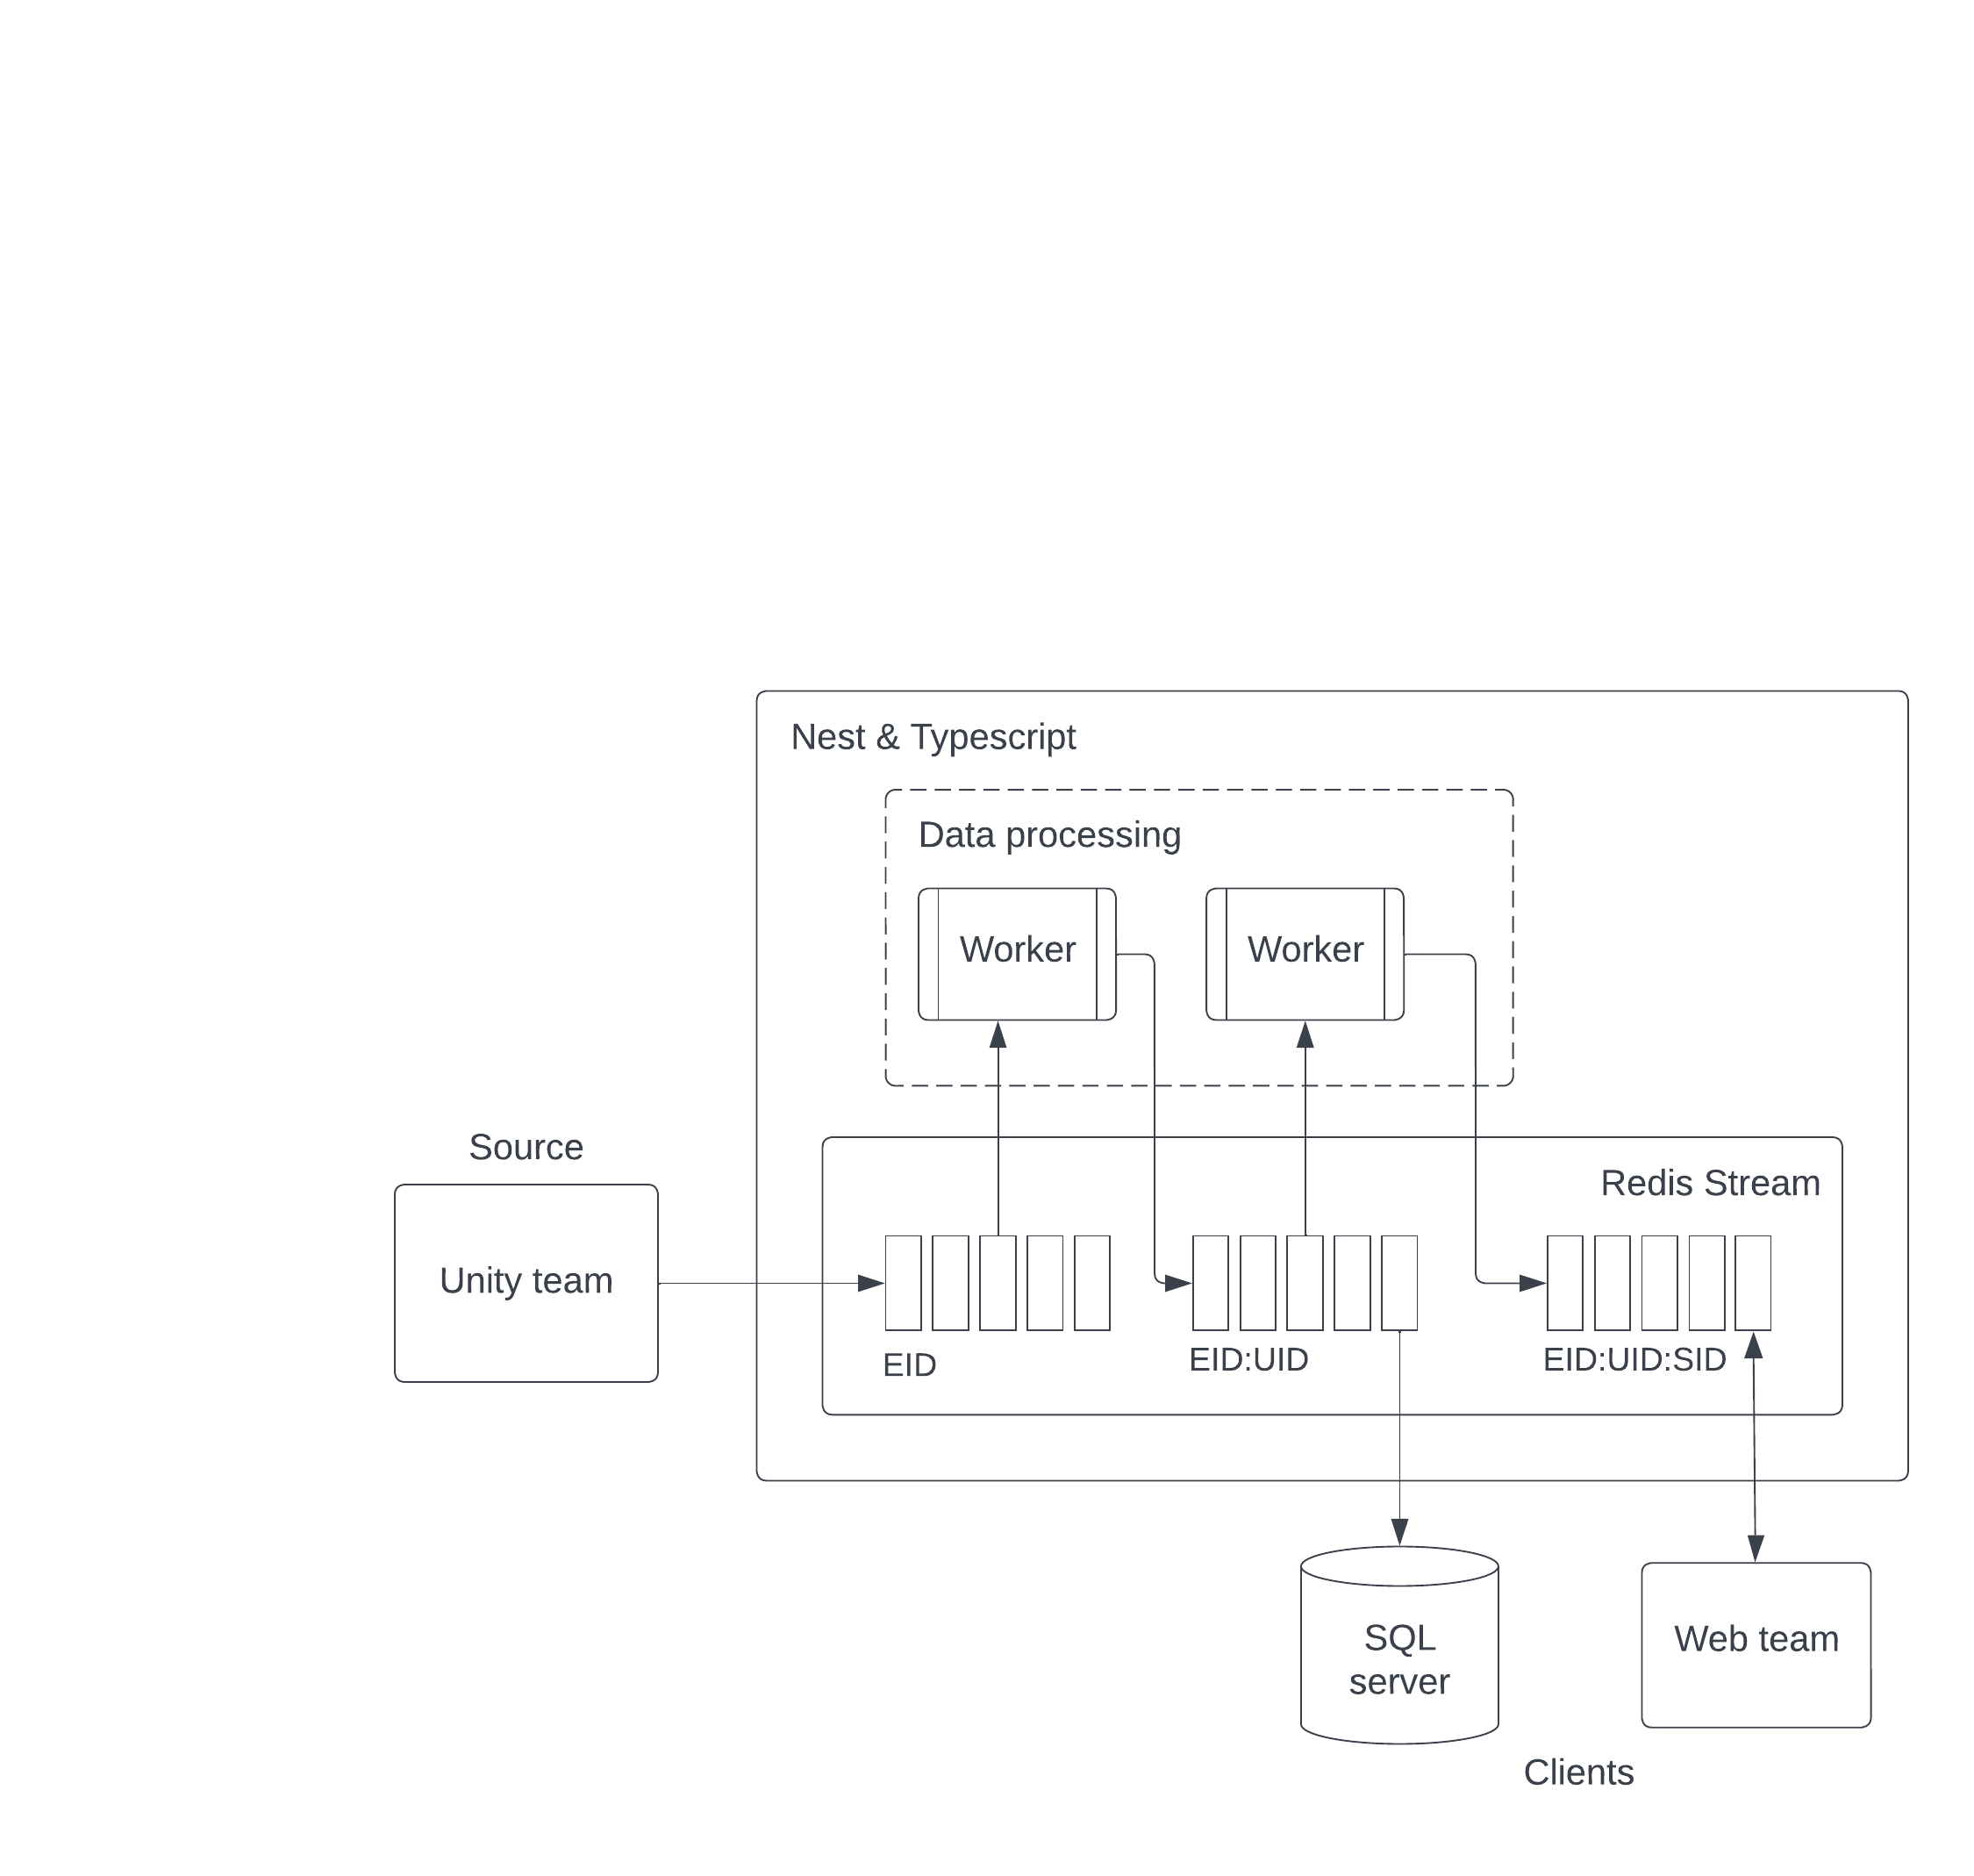 Nest & Typescript
Data processing
Worker
Worker
Source
Unity team
Redis Stream
EID
EID:UID
EID:UID:SID
SQL
server
Web team
Clients